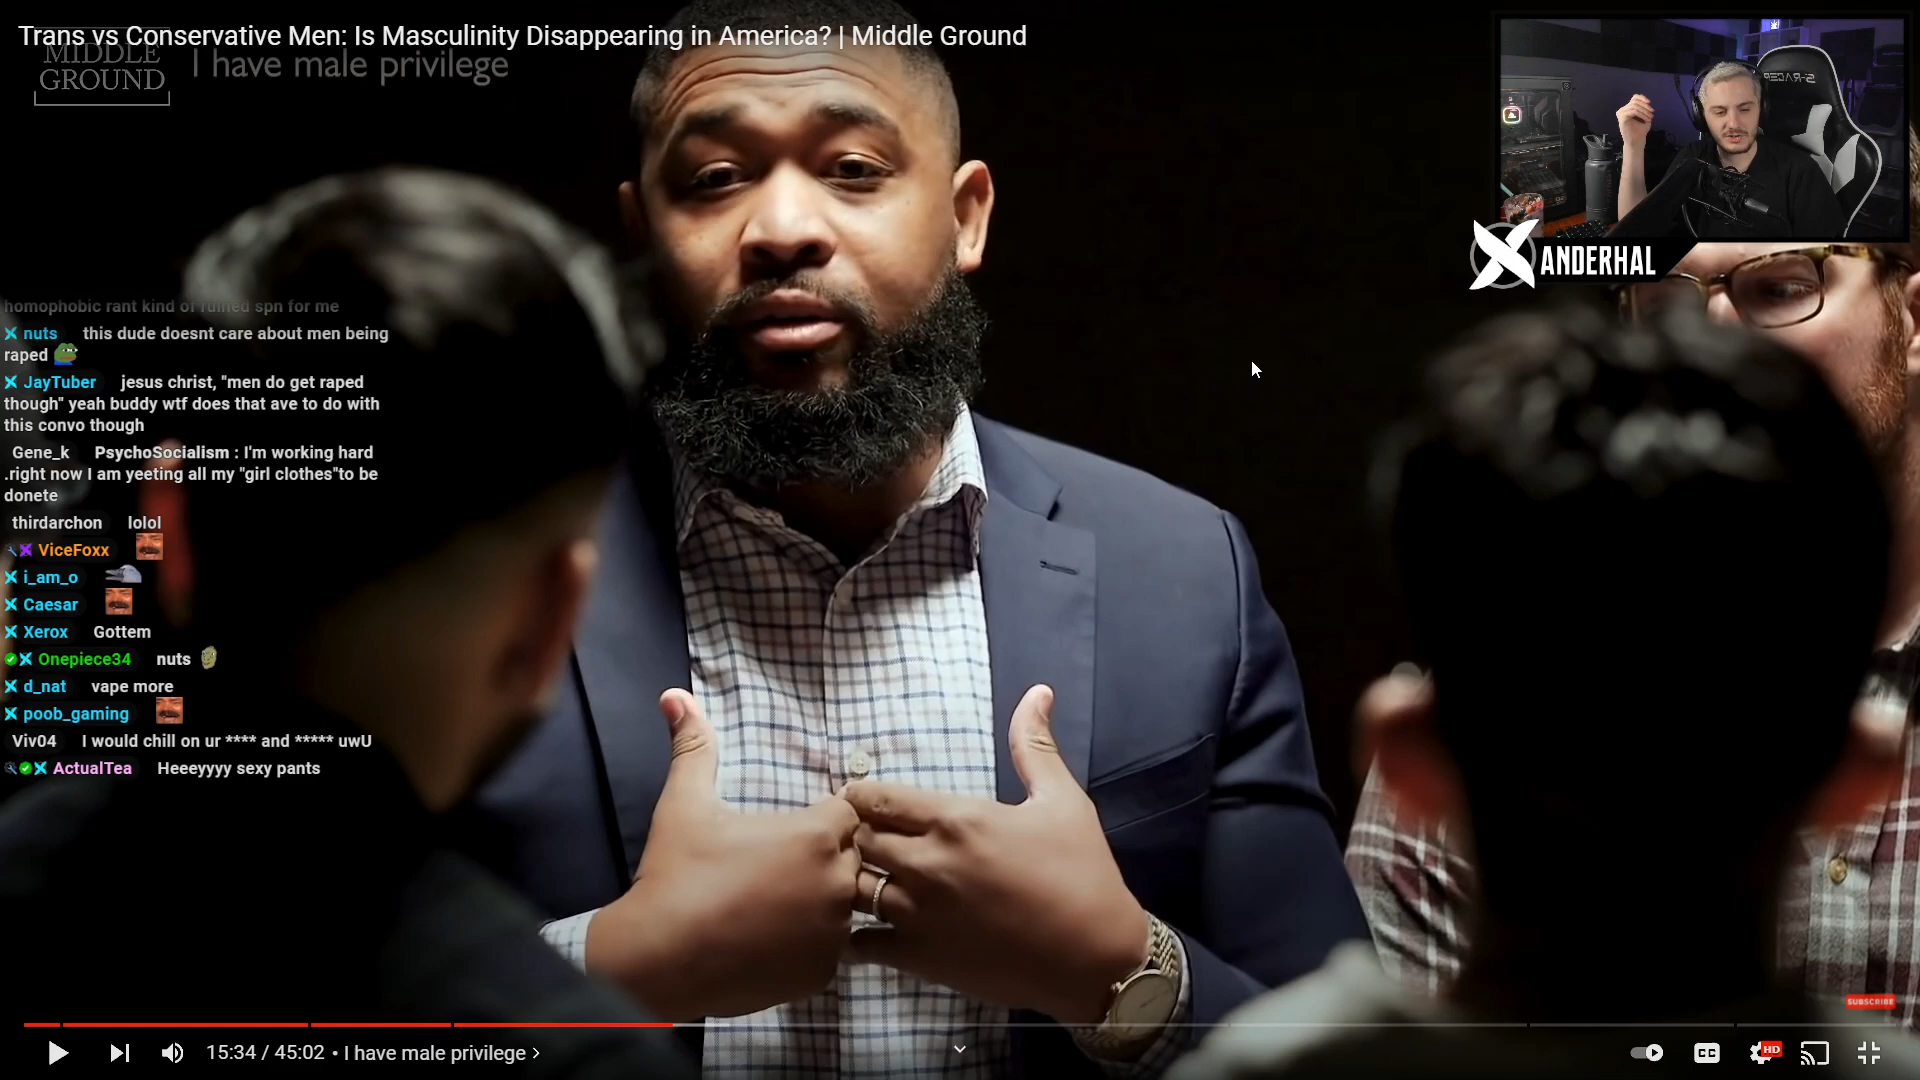 Trans vs Conservative Men: Is Masculinity Disappearing in America? | Middle Ground
MIDDLE
GROUND
I have male privilege
ANDERHAL
homophobic rant kind of ruined spn for me
nuts this dude doesnt care about men being
raped
JayTuber jesus christ, "men do get raped
though" yeah buddy wtf does that ave to do with
this convo though
Gene_k PsychoSocialism : I'm working hard
.right now I am yeeting all my "girl clothes"to be
donete
thirdarchon lolol
ViceFoxx
i_am_o
Caesar
Xerox Gottem
Onepiece34 nuts
d_nat vape more
poob_gaming
Viv04 I would chill on ur **** and ***** uwU
ActualTea Heeeyyyy sexy pants
SUBSCRIBE
15:34 / 45:02 • I have male privilege >
CC
HD